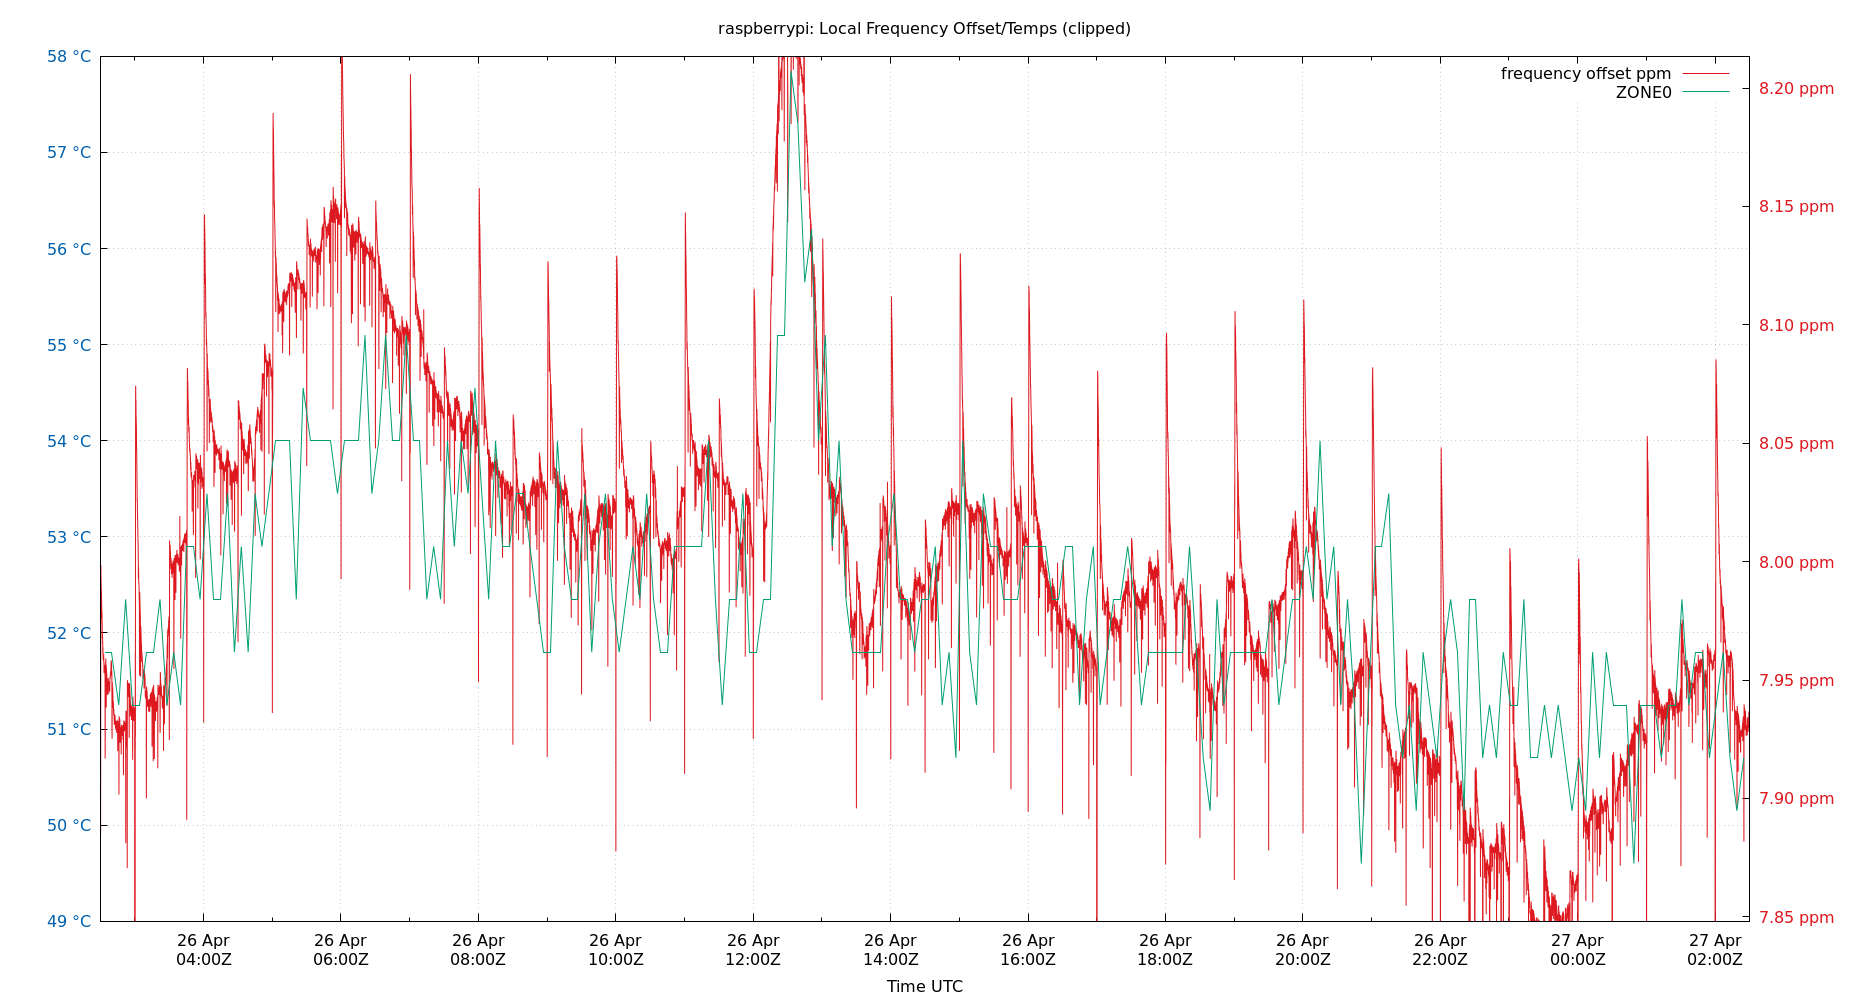 raspberrypi: Local Frequency Offset/Temps (clipped)
frequency offset ppm
ZONE0
58 °C
57 °C
56 °C
55 °C
54 °C
53 °C
52 °C
51 °C
50 °C
49 °C
8.20 ppm
8.15 ppm
8.10 ppm
8.05 ppm
8.00 ppm
7.95 ppm
7.90 ppm
7.85 ppm
26 Apr
04:00Z
26 Apr
06:00Z
26 Apr
08:00Z
26 Apr
10:00Z
26 Apr
12:00Z
26 Apr
14:00Z
26 Apr
16:00Z
26 Apr
18:00Z
26 Apr
20:00Z
26 Apr
22:00Z
27 Apr
00:00Z
27 Apr
02:00Z
Time UTC